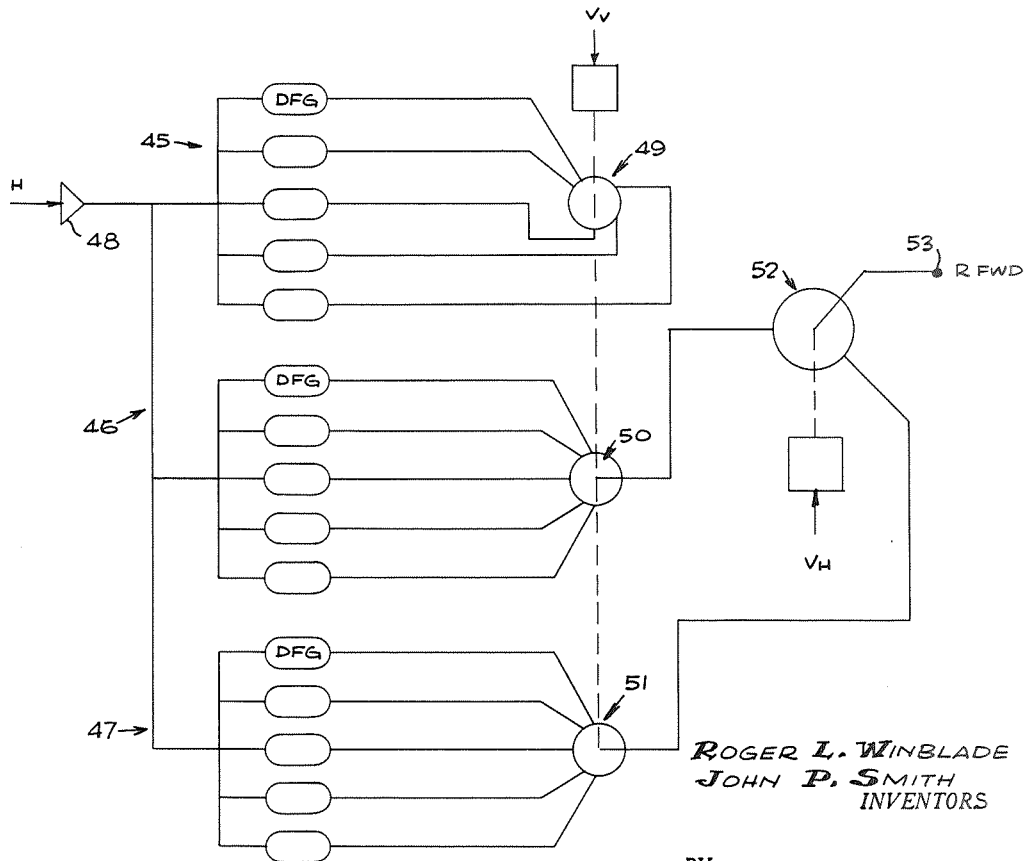 VV
DFG
45
49
H
48
53
52
R FWD
DFG
46
50
VH
DFG
51
47
ROGER L. WINBLADE
JOHN P. SMITH
INVENTORS